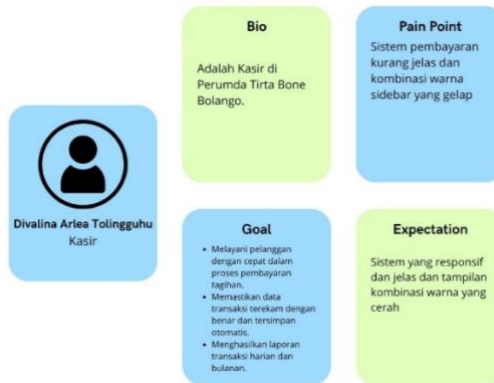 Divalina Arlea Tolingguhu
Kasir
Bio
Adalah Kasir di
Perumda Tirta Bone
Bolango.
Pain Point
Sistem pembayaran
kurang jelas dan
kombinasi warna
sidebar yang gelap
Goal
• Melayani pelanggan
dengan cepat dalam
proses pembayaran
tagihan.
• Memastikan data
transaksi terekam dengan
benar dan tersimpan
otomatis.
• Menghasilkan laporan
transaksi harian dan
bulanan.
Expectation
Sistem yang responsif
dan jelas dan tampilan
kombinasi warna yang
cerah